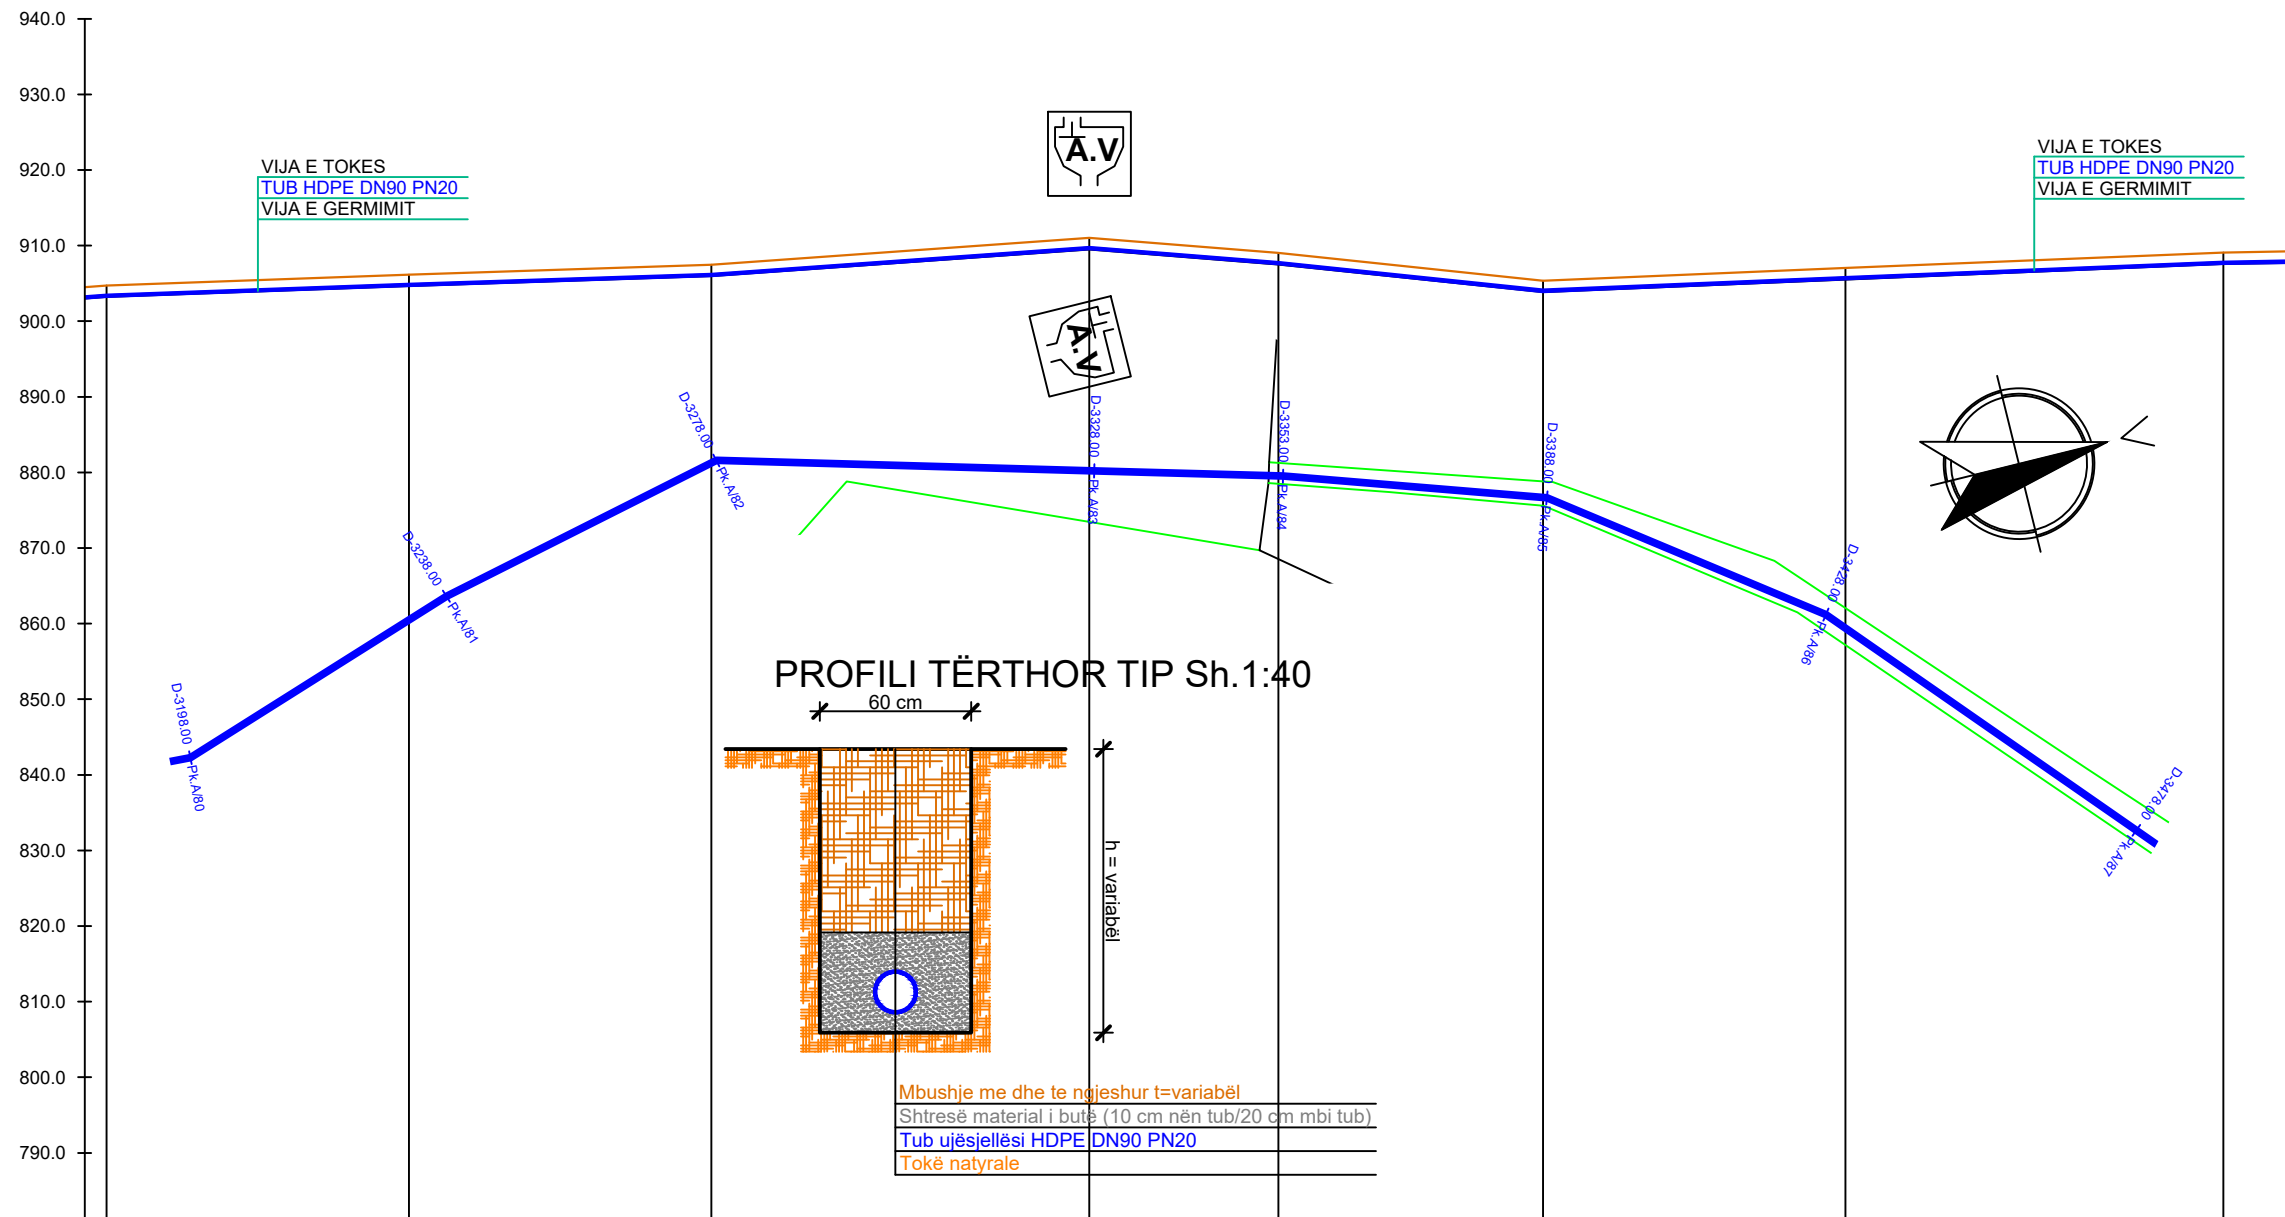 940.0
930.0
920.0
910.0
900.0
890.0
880.0
870.0
860.0
850.0
840.0
830.0
820.0
810.0
800.0
790.0
VIJA E TOKES
TUB HDPE DN90 PN20
VIJA E GERMIMIT
A.V
VIJA E TOKES
TUB HDPE DN90 PN20
VIJA E GERMIMIT
A.V
D-3198.00
Pk.A/80
D-3238.00
Pk.A/81
D-3278.00
Pk.A/82
D-3328.00
Pk.A/83
D-3353.00
Pk.A/84
D-3388.00
Pk.A/85
D-3428.00
Pk.A/86
D-3478.00
Pk.A/87
PROFILI TËRTHOR TIP Sh.1:40
60 cm
h = variabël
Mbushje me dhe te ngjeshur t=variabël
Shtresë material i butë (10 cm nën tub/20 cm mbi tub)
Tub ujësjellësi HDPE DN90 PN20
Tokë natyrale